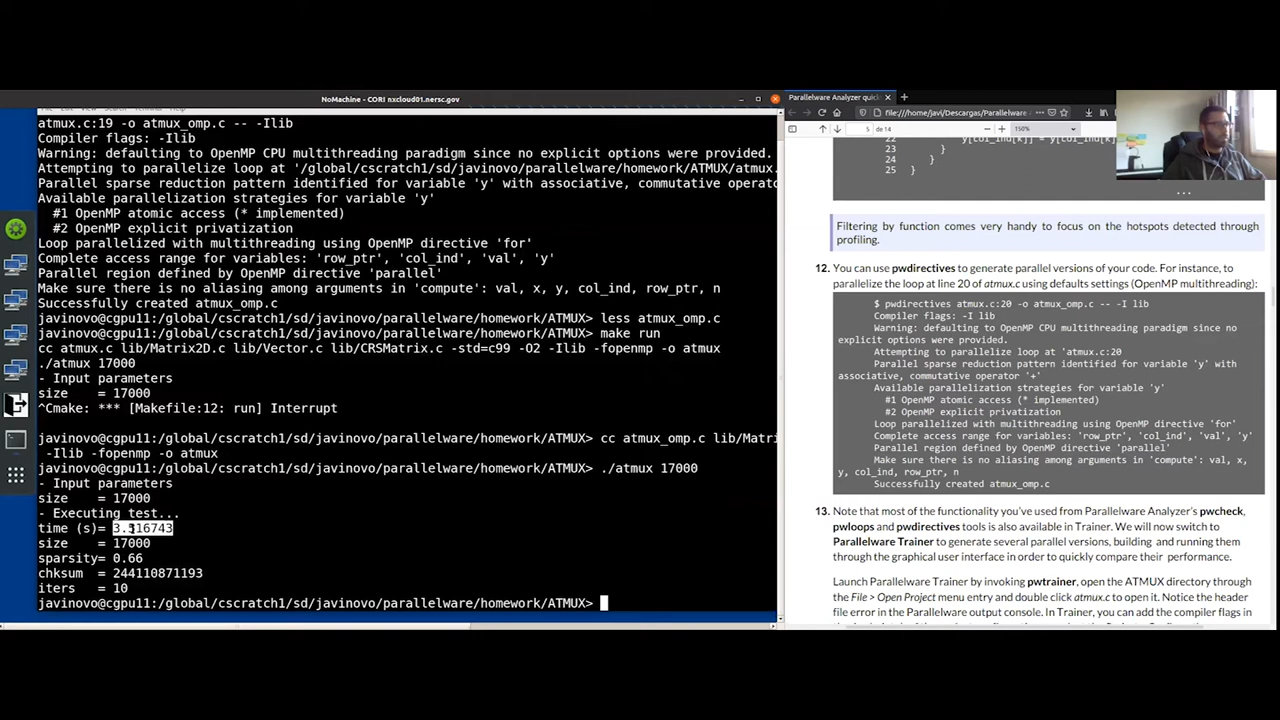 NoMachine - CORI nxcloud01.nersc.gov
atmux.c:19 -o atmux_omp.c -- -Ilib
Compiler flags: -Ilib
Warning: defaulting to OpenMP CPU multithreading paradigm since no explicit options were provided.
Attempting to parallelize loop at '/global/cscratch1/sd/javinovo/parallelware/homework/ATMUX/atmux.
Parallel sparse reduction pattern identified for variable 'y' with associative, commutative operato
Available parallelization strategies for variable 'y'
#1 OpenMP atomic access (* implemented)
#2 OpenMP explicit privatization
Loop parallelized with multithreading using OpenMP directive 'for'
Complete access range for variables: 'row_ptr', 'col_ind', 'val', 'y'
Parallel region defined by OpenMP directive 'parallel'
Make sure there is no aliasing among arguments in 'compute': val, x, y, col_ind, row_ptr, n
Successfully created atmux_omp.c
javinovo@cgpu11:/global/cscratch1/sd/javinovo/parallelware/homework/ATMUX> less atmux_omp.c
javinovo@cgpu11:/global/cscratch1/sd/javinovo/parallelware/homework/ATMUX> make run
cc atmux.c lib/Matrix2D.c lib/Vector.c lib/CRSMatrix.c -std=c99 -O2 -Ilib -fopenmp -o atmux
./atmux 17000
- Input parameters
size = 17000
^Cmake: *** [Makefile:12: run] Interrupt
javinovo@cgpu11:/global/cscratch1/sd/javinovo/parallelware/homework/ATMUX> cc atmux_omp.c lib/Matri
-Ilib -fopenmp -o atmux
javinovo@cgpu11:/global/cscratch1/sd/javinovo/parallelware/homework/ATMUX> ./atmux 17000
- Input parameters
size = 17000
- Executing test...
time (s)=
size = 17000
sparsity= 0.66
chksum = 244110871193
iters = 10
javinovo@cgpu11:/global/cscratch1/sd/javinovo/parallelware/homework/ATMUX>
Parallelware Analyzer quick
file:///home/javi/Descargas/Parallelware
5 de 14
150%
22 y[col_ind[k]] = y[col_ind
23 }
24 }
25 }
...
Filtering by function comes very handy to focus on the hotspots detected through
profiling.
12. You can use pwdirectives to generate parallel versions of your code. For instance, to
parallelize the loop at line 20 of atmux.c using defaults settings (OpenMP multithreading):
$ pwdirectives atmux.c:20 -o atmux_omp.c -- -I lib
Compiler flags: -I lib
Warning: defaulting to OpenMP CPU multithreading paradigm since no
explicit options were provided.
Attempting to parallelize loop at 'atmux.c:20
Parallel sparse reduction pattern identified for variable 'y' with
associative, commutative operator '+'
Available parallelization strategies for variable 'y'
#1 OpenMP atomic access (* implemented)
#2 OpenMP explicit privatization
Loop parallelized with multithreading using OpenMP directive 'for'
Complete access range for variables: 'row_ptr', 'col_ind', 'val', 'y'
Parallel region defined by OpenMP directive 'parallel'
Make sure there is no aliasing among arguments in 'compute': val, x,
y, col_ind, row_ptr, n
Successfully created atmux_omp.c
13. Note that most of the functionality you've used from Parallelware Analyzer's pwcheck,
pwloops and pwdirectives tools is also available in Trainer. We will now switch to
Parallelware Trainer to generate several parallel versions, building and running them
through the graphical user interface in order to quickly compare their performance.
Launch Parallelware Trainer by invoking pwtrainer, open the ATMUX directory through
the File > Open Project menu entry and double click atmux.c to open it. Notice the header
file error in the Parallelware output console. In Trainer, you can add the compiler flags in